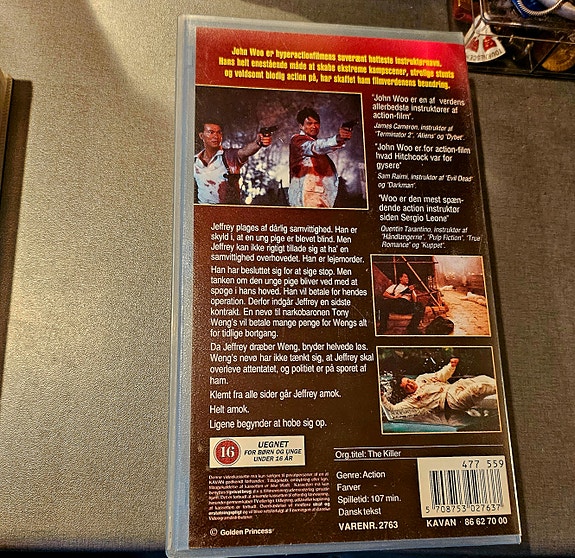 John Woo er hyperactionfilmens suverænt hotteste instruktørnavn.
Hans helt enestående måde at skabe ekstreme kampscener, utrolige stunts
og voldsomt blodig action på, har skaffet ham filmverdenens beundring.
"John Woo er en af verdens
allerbedste instruktører af
action-film".
James Cameron, instruktør af
"Terminator 2", "Aliens" og "Dybet".
"John Woo er for action-film
hvad Hitchcock var for
gysere"
Sam Raimi, instruktør af "Evil Dead"
og "Darkman".
"Woo er den mest spæn-
dende action instruktør
siden Sergio Leone"
Quentin Tarantino, instruktør af
"Håndlangerne", "Pulp Fiction", "True
Romance" og "Kuppet".
Jeffrey plages af dårlig samvittighed. Han er
skyld i, at en ung pige er blevet blind. Men
Jeffrey kan ikke rigtigt tillade sig at ha' en
samvittighed overhovedet. Han er lejemorder.
Han har besluttet sig for at sige stop. Men
tanken om den unge pige bliver ved med at
spøge i hans hoved. Han vil betale for hendes
operation. Derfor indgår Jeffrey en sidste
kontrakt. En nevø til narkobaronen Tony
Weng's vil betale mange penge for Wengs alt
for tidlige bortgang.
Da Jeffrey dræber Weng, bryder helvede løs.
Weng's nevø har ikke tænkt sig, at Jeffrey skal
overleve attentatet, og politiet er på sporet af
ham.
Klemt fra alle sider går Jeffrey amok.
Helt amok.
Ligene begynder at hobe sig op.
16
UEGNET
FOR BØRN OG UNGE
UNDER 16 ÅR
© Golden Princess
Org.titel: The Killer
Genre: Action
Farver
Spilletid: 107 min.
Dansk tekst
VARENR. 2763
477 559
5 708753 027637
KAVAN · 86 62 70 00